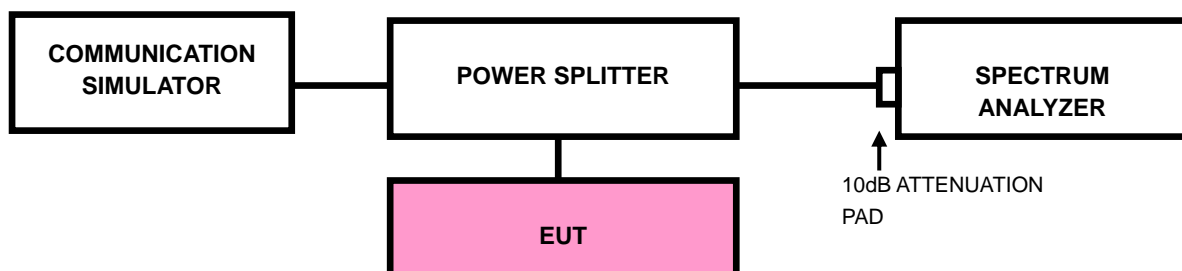 COMMUNICATION
SIMULATOR
POWER SPLITTER
SPECTRUM
ANALYZER
10dB ATTENUATION
PAD
EUT